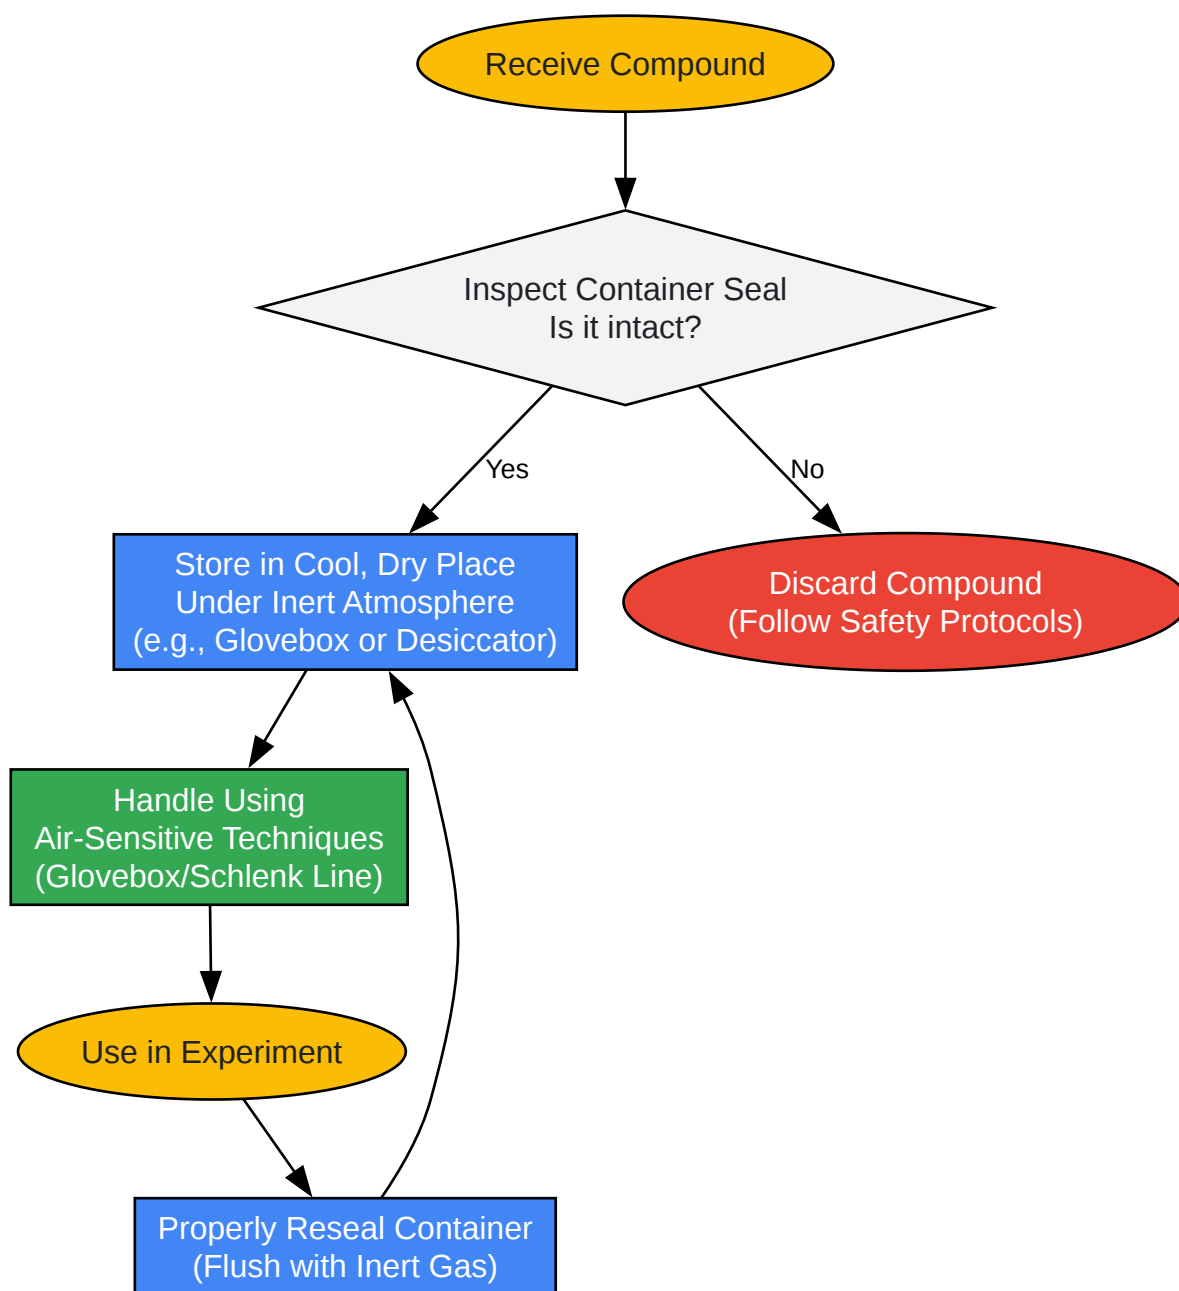 Receive Compound
Inspect Container Seal
Is it intact?
Yes
No
Store in Cool, Dry Place
Under Inert Atmosphere
(e.g., Glovebox or Desiccator)
Discard Compound
(Follow Safety Protocols)
Handle Using
Air-Sensitive Techniques
(Glovebox/Schlenk Line)
Use in Experiment
Properly Reseal Container
(Flush with Inert Gas)